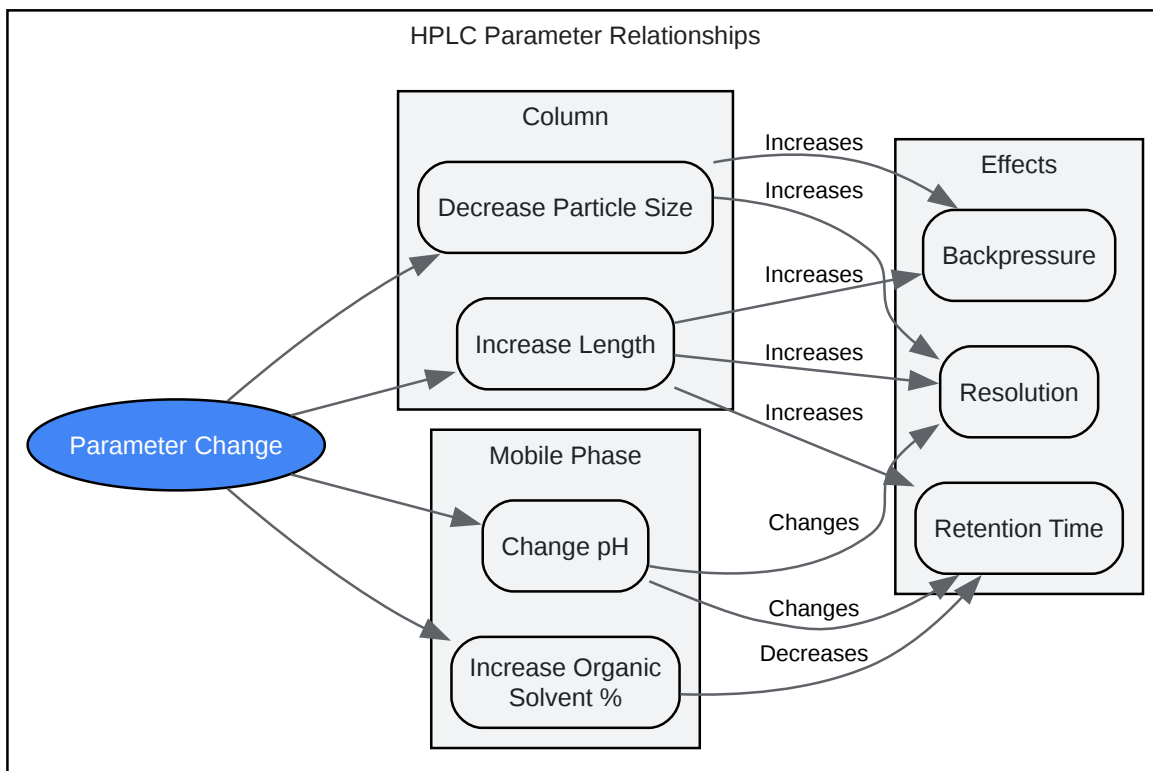 HPLC Parameter Relationships
Column
Decrease Particle Size
Increase Length
Parameter Change
Mobile Phase
Change pH
Increase Organic
Solvent %
Increases
Increases
Increases
Increases
Increases
Changes
Changes
Decreases
Effects
Backpressure
Resolution
Retention Time